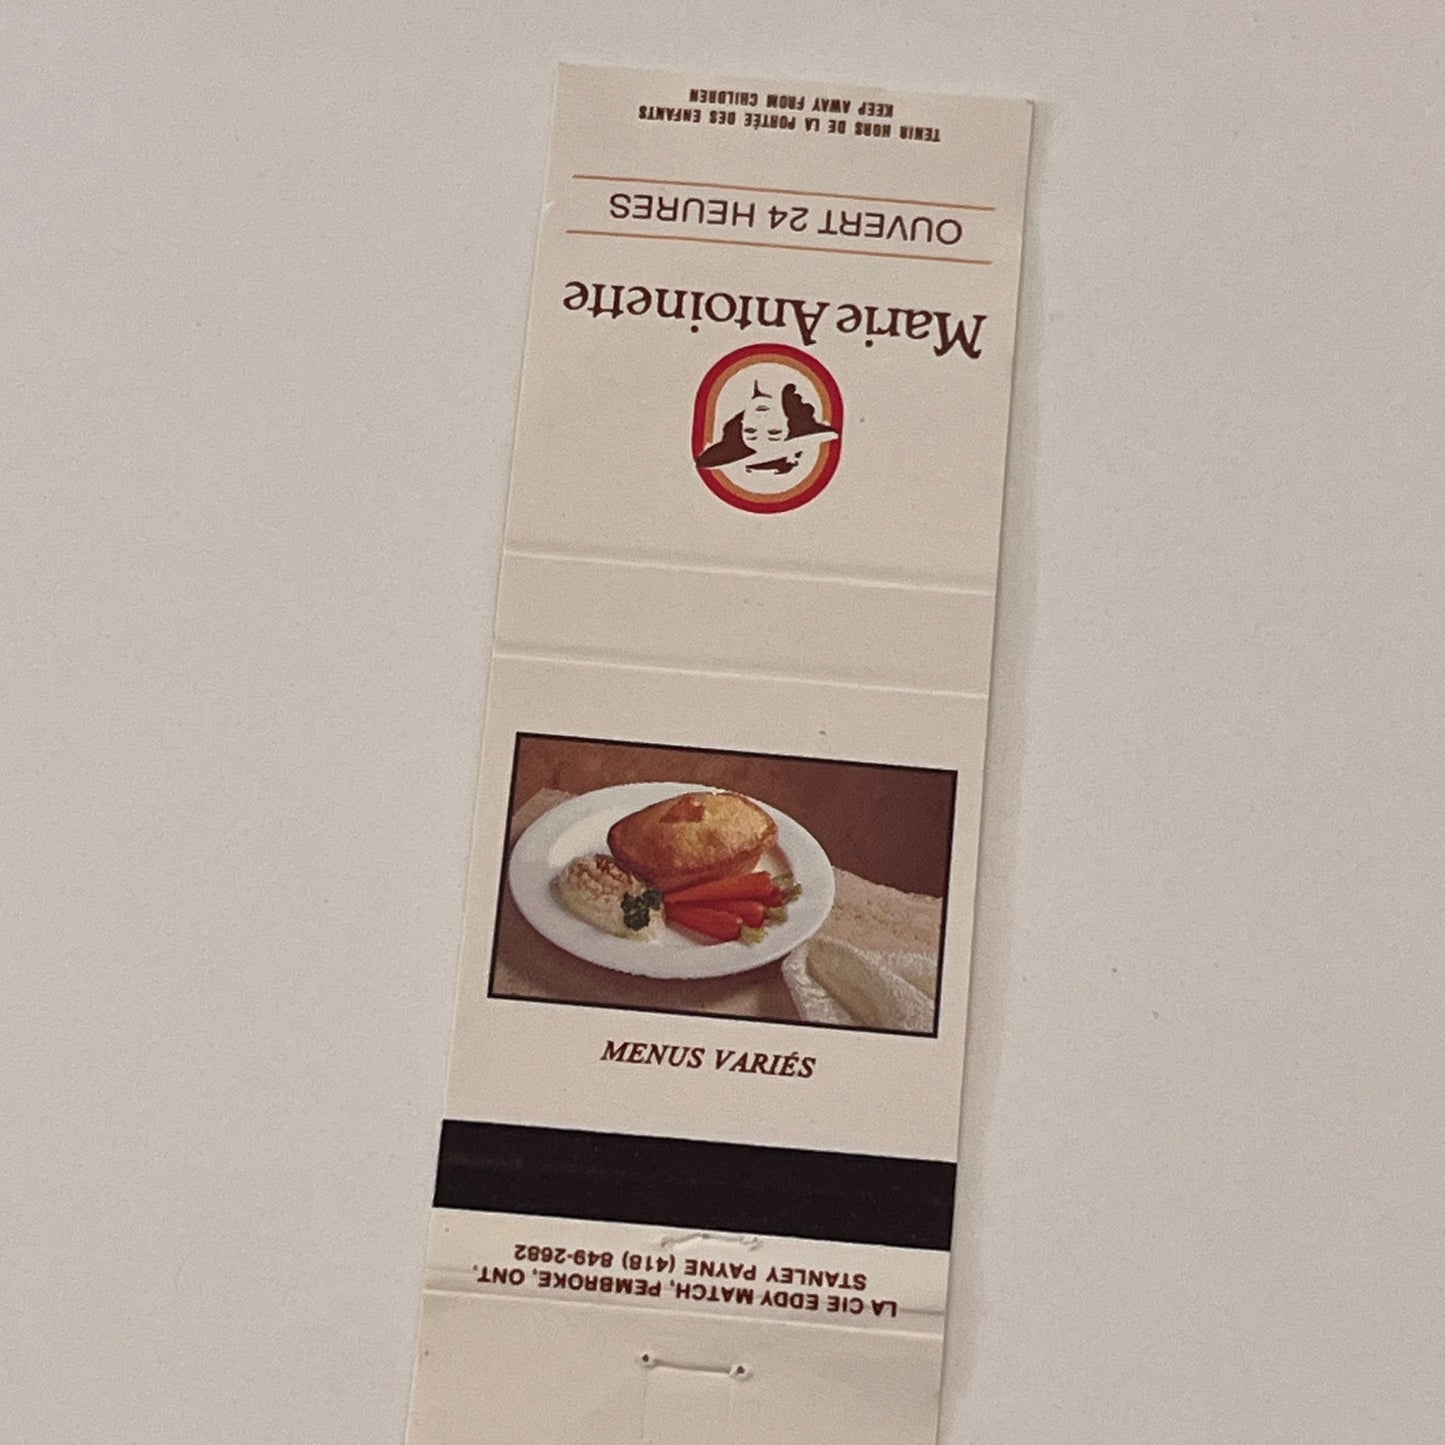 TENIR HORS DE LA PORTÉE DES ENFANTS
KEEP AWAY FROM CHILDREN
OUVERT 24 HEURES
Marie Antoinette
MENUS VARIÉS
LA CIE EDDY MATCH, PEMBROKE, ONT,
STANLEY PAYNE (418) 849-2682